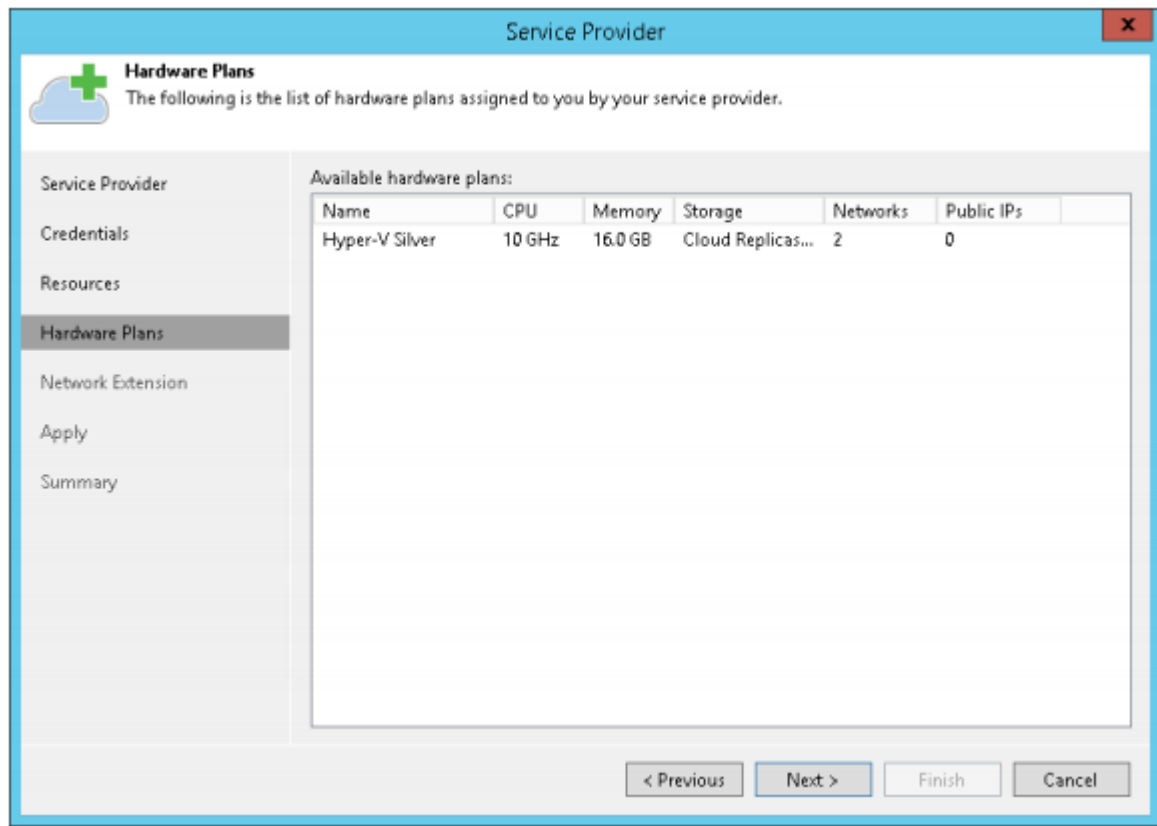 Service Provider
x
Hardware Plans
The following is the list of hardware plans assigned to you by your service provider.
Service Provider
Credentials
Resources
Hardware Plans
Network Extension
Apply
Summary
Available hardware plans:
Name CPU Memory Storage Networks Public IPs
Hyper-V Silver 10 GHz 16.0 GB Cloud Replicas... 2 0
< Previous Next > Finish Cancel